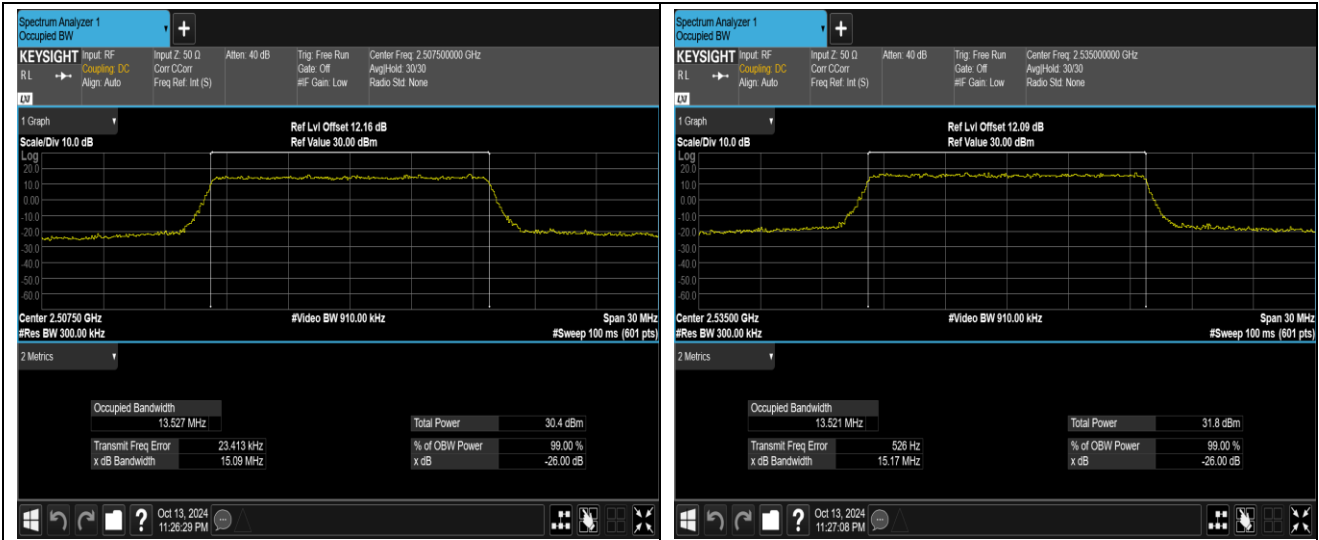 Spectrum Analyzer 1
Occupied BW
+
KEYSIGHT
RL
LXI
Input: RF
Coupling: DC
Align: Auto
Input Z: 50 Ω
Corr CCorr
Freq Ref: Int (S)
Atten: 40 dB
Trig: Free Run
Gate: Off
#IF Gain: Low
Center Freq: 2.507500000 GHz
Avg|Hold: 30/30
Radio Std: None
1 Graph
Ref Lvl Offset 12.16 dB
Scale/Div 10.0 dB
Ref Value 30.00 dBm
Log
20.0
10.0
0.00
-10.0
-20.0
-30.0
-40.0
-50.0
-60.0
Center 2.50750 GHz
#Video BW 910.00 kHz
Span 30 MHz
#Res BW 300.00 kHz
#Sweep 100 ms (601 pts)
2 Metrics
Occupied Bandwidth
13.527 MHz
Total Power 30.4 dBm
Transmit Freq Error 23.413 kHz
% of OBW Power 99.00 %
x dB Bandwidth 15.09 MHz
x dB -26.00 dB
?
Oct 13, 2024
11:26:29 PM
Spectrum Analyzer 1
Occupied BW
+
KEYSIGHT
RL
LXI
Input: RF
Coupling: DC
Align: Auto
Input Z: 50 Ω
Corr CCorr
Freq Ref: Int (S)
Atten: 40 dB
Trig: Free Run
Gate: Off
#IF Gain: Low
Center Freq: 2.535000000 GHz
Avg|Hold: 30/30
Radio Std: None
1 Graph
Ref Lvl Offset 12.09 dB
Scale/Div 10.0 dB
Ref Value 30.00 dBm
Log
20.0
10.0
0.00
-10.0
-20.0
-30.0
-40.0
-50.0
-60.0
Center 2.53500 GHz
#Video BW 910.00 kHz
Span 30 MHz
#Res BW 300.00 kHz
#Sweep 100 ms (601 pts)
2 Metrics
Occupied Bandwidth
13.521 MHz
Total Power 31.8 dBm
Transmit Freq Error 526 Hz
% of OBW Power 99.00 %
x dB Bandwidth 15.17 MHz
x dB -26.00 dB
?
Oct 13, 2024
11:27:08 PM